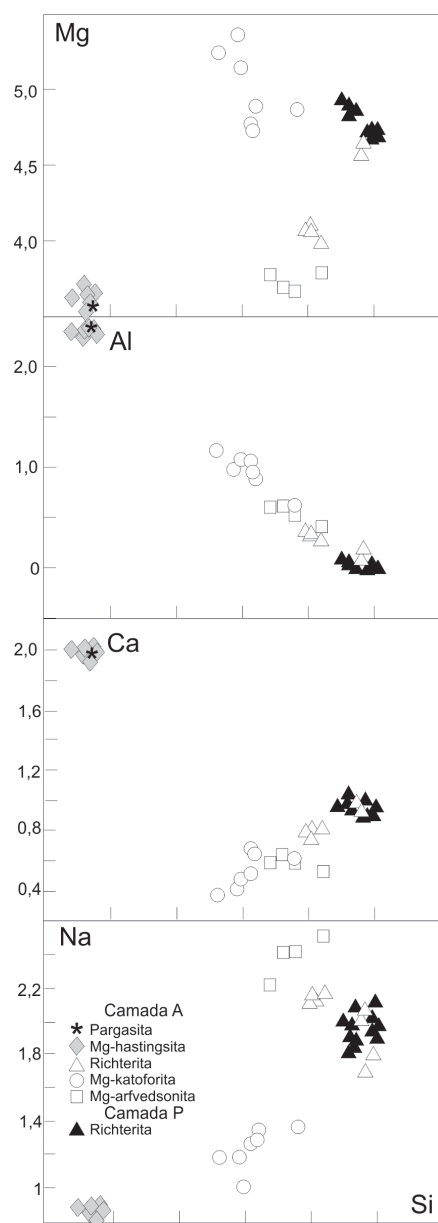 Mg
5,0
4,5
4,0
Al
2,0
1,0
0
Ca
2,0
1,6
1,2
0,8
0,4
Na
2,2
1,8
1,4
1
Camada A
* Pargasita
Mg-hastingsita
Richterita
Mg-katoforita
Mg-arfvedsonita
Camada P
Richterita
Si